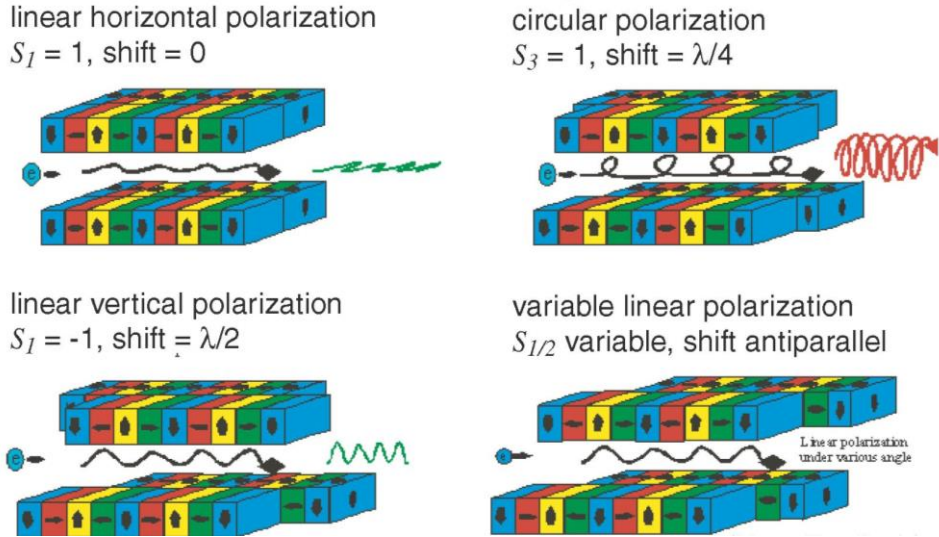 linear horizontal polarization
S1 = 1, shift = 0
circular polarization
S3 = 1, shift = λ/4
e
e
linear vertical polarization
S1 = -1, shift = λ/2
variable linear polarization
S1/2 variable, shift antiparallel
e
e
Linear polarization
under various angle